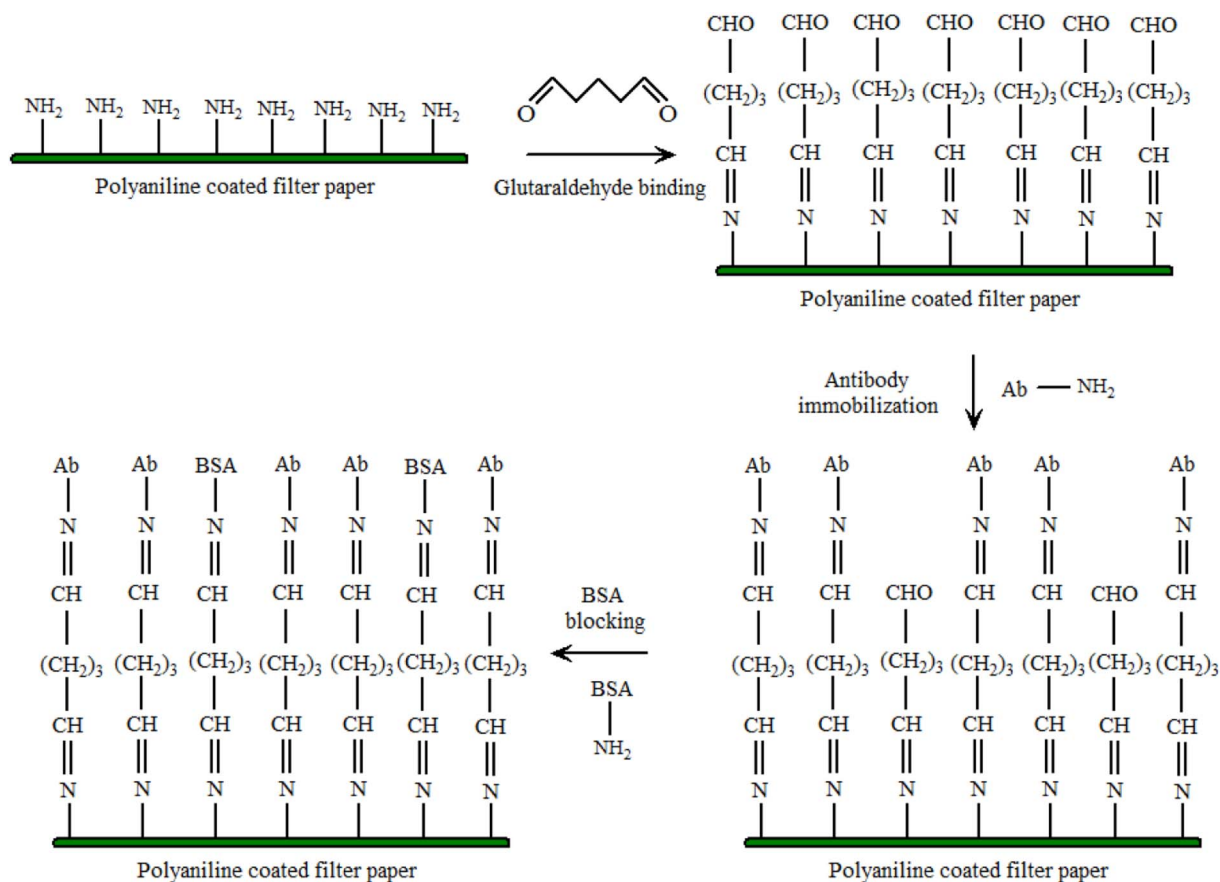 NH₂ NH₂ NH₂ NH₂ NH₂ NH₂ NH₂ NH₂
Polyaniline coated filter paper
O O
Glutaraldehyde binding
CHO CHO CHO CHO CHO CHO CHO
(CH₂)₃ (CH₂)₃ (CH₂)₃ (CH₂)₃ (CH₂)₃ (CH₂)₃ (CH₂)₃
CH CH CH CH CH CH CH
N N N N N N N
Polyaniline coated filter paper
Antibody
immobilization
Ab NH₂
Ab Ab Ab Ab Ab
N N N N N
CH CH CHO CH CH CHO CH
(CH₂)₃ (CH₂)₃ (CH₂)₃ (CH₂)₃ (CH₂)₃ (CH₂)₃ (CH₂)₃
CH CH CH CH CH CH CH
N N N N N N N
Polyaniline coated filter paper
BSA
blocking
BSA
NH₂
Ab Ab BSA Ab Ab BSA Ab
N N N N N N N
CH CH CH CH CH CH CH
(CH₂)₃ (CH₂)₃ (CH₂)₃ (CH₂)₃ (CH₂)₃ (CH₂)₃ (CH₂)₃
CH CH CH CH CH CH CH
N N N N N N N
Polyaniline coated filter paper